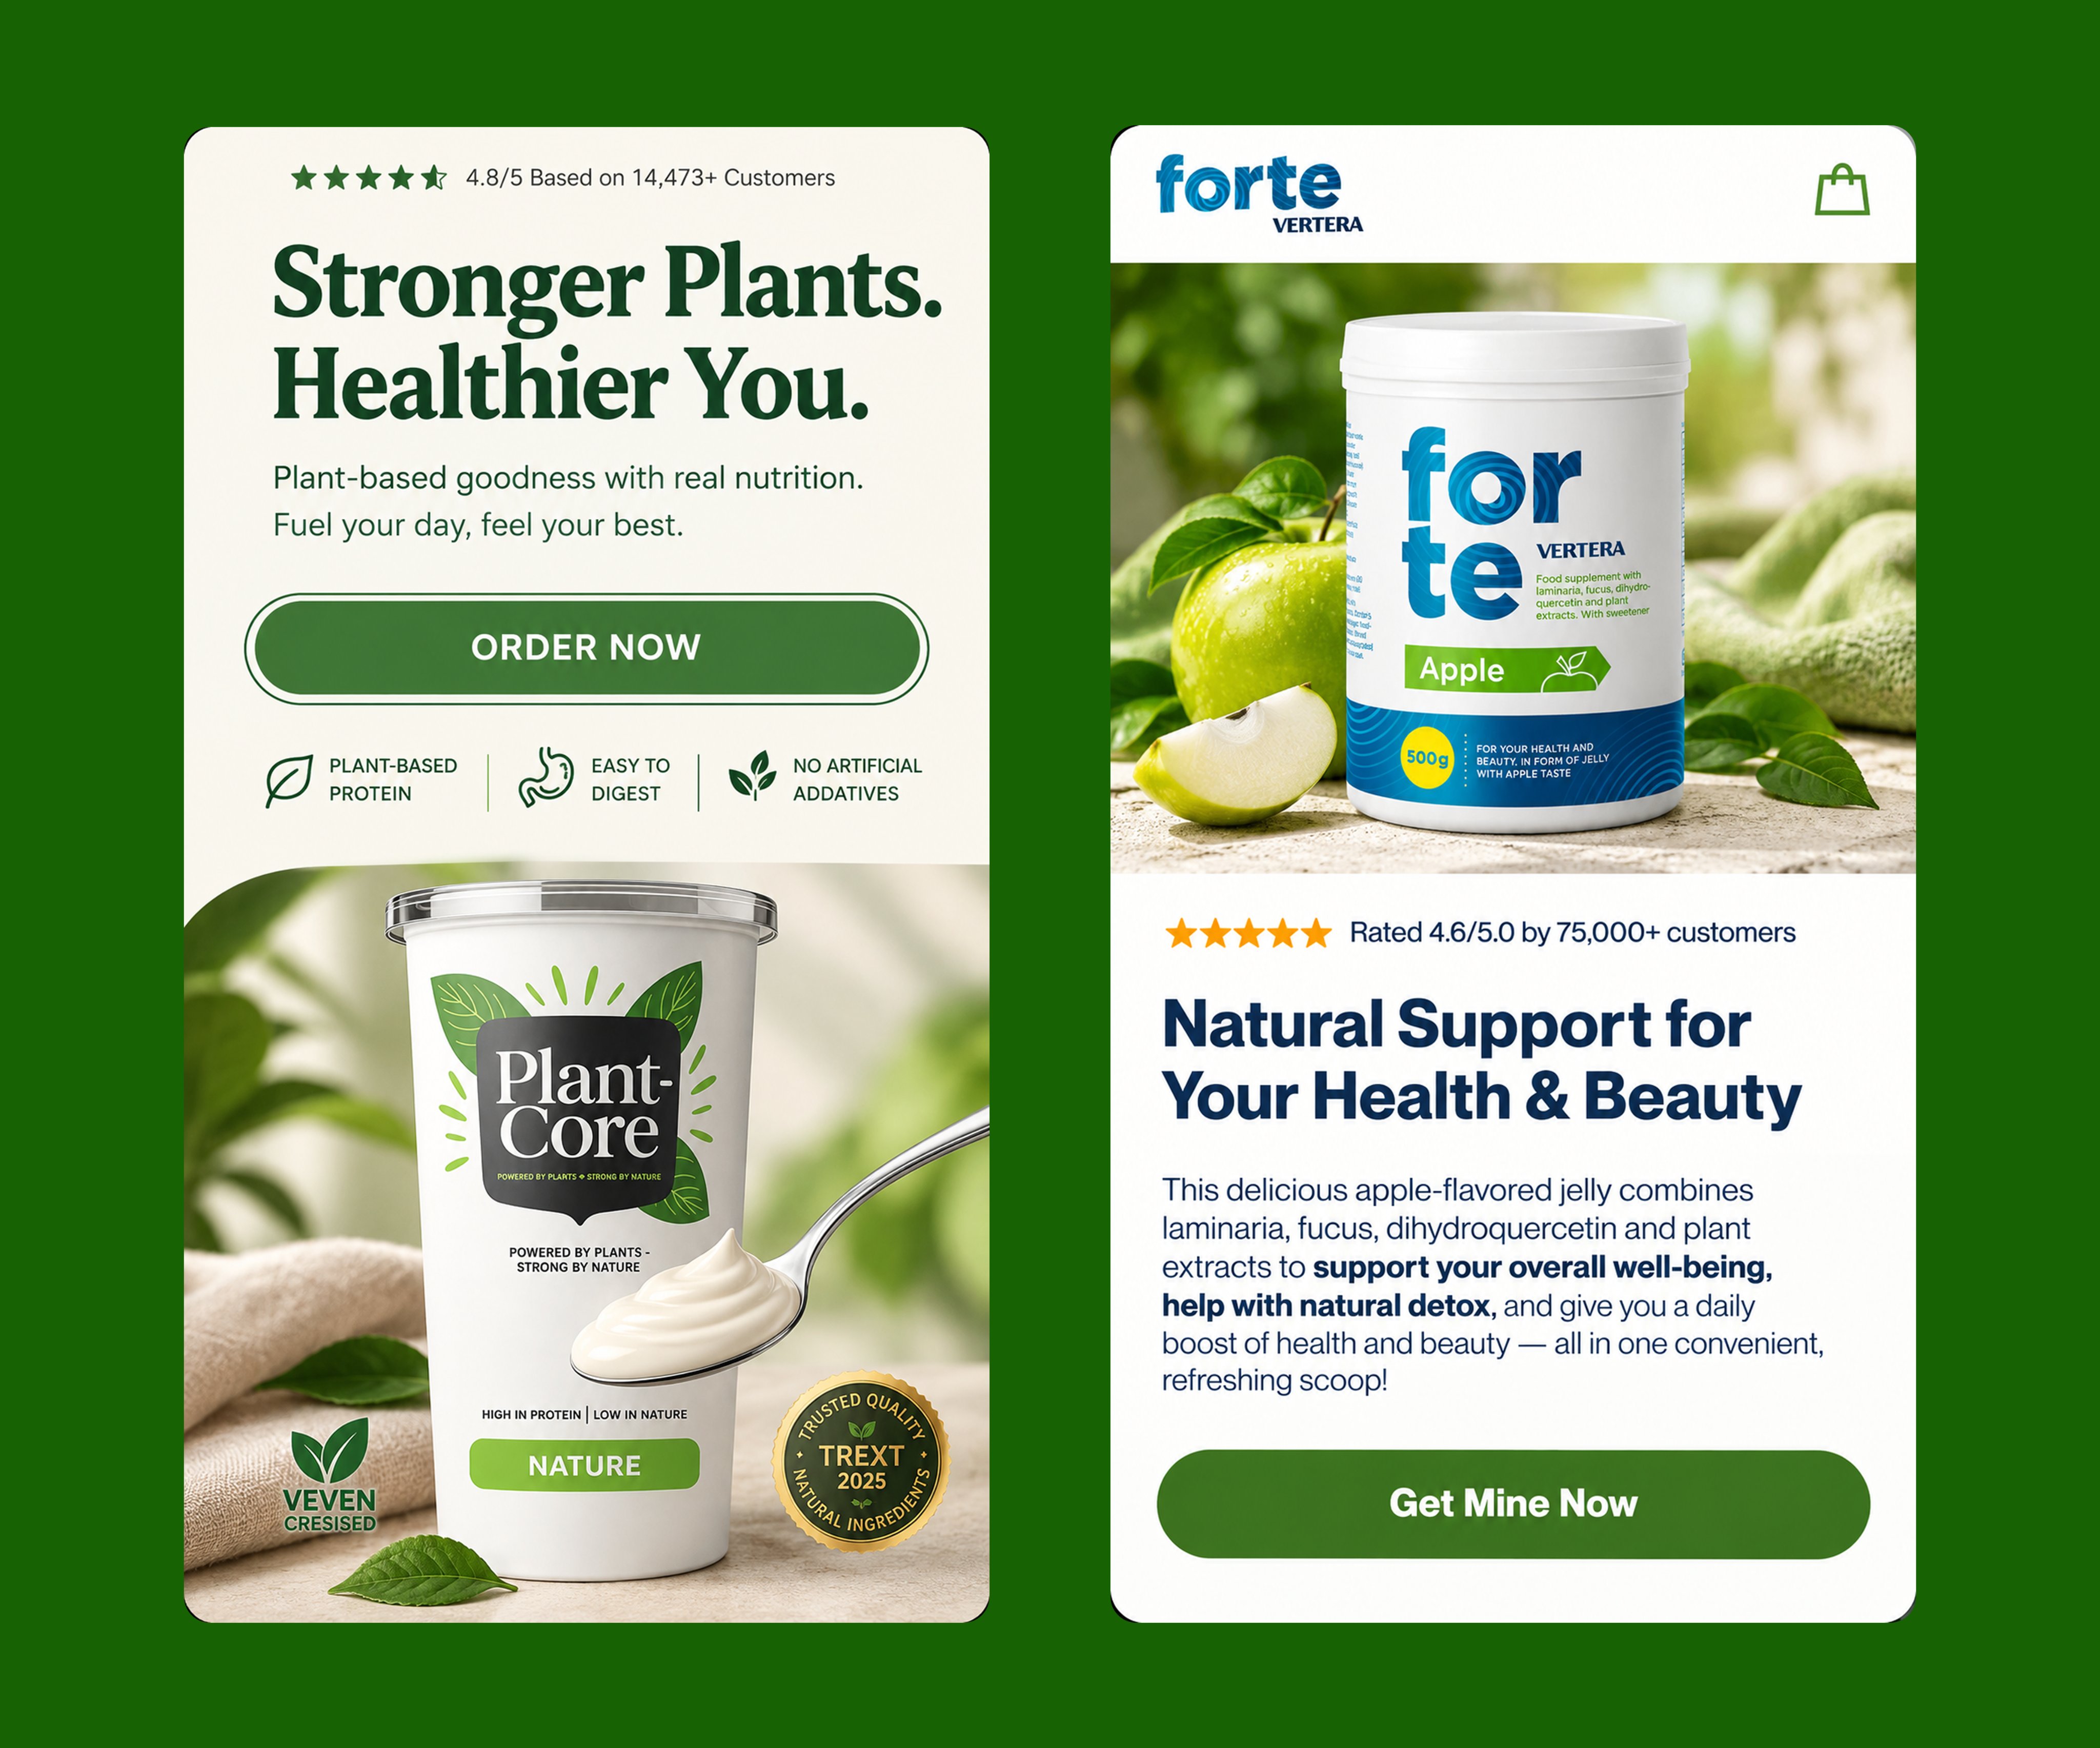 4.8/5 Based on 14,473+ Customers
Stronger Plants.
Healthier You.
Plant-based goodness with real nutrition.
Fuel your day, feel your best.
ORDER NOW
PLANT-BASED
PROTEIN
EASY TO
DIGEST
NO ARTIFICIAL
ADDATIVES
Plant-
Core
POWERED BY PLANTS ❖ STRONG BY NATURE
POWERED BY PLANTS -
STRONG BY NATURE
HIGH IN PROTEIN | LOW IN NATURE
NATURE
VEVEN
CRESISED
TRUSTED QUALITY
TREXT
2025
NATURAL INGREDIENTS
forte
VERTERA
for
te
VERTERA
Food supplement with
laminaria, fucus, dihydro-
quercetin and plant
extracts. With sweetener
Apple
500g
FOR YOUR HEALTH AND
BEAUTY. IN FORM OF JELLY
WITH APPLE TASTE
Rated 4.6/5.0 by 75,000+ customers
Natural Support for
Your Health & Beauty
This delicious apple-flavored jelly combines
laminaria, fucus, dihydroquercetin and plant
extracts to support your overall well-being,
help with natural detox, and give you a daily
boost of health and beauty — all in one convenient,
refreshing scoop!
Get Mine Now